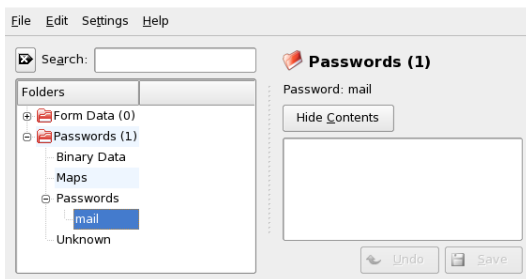 File Edit Settings Help
Search:
Passwords (1)
Folders
Password: mail
Form Data (0)
Hide Contents
Passwords (1)
Binary Data
Maps
Passwords
mail
Unknown
Undo Save